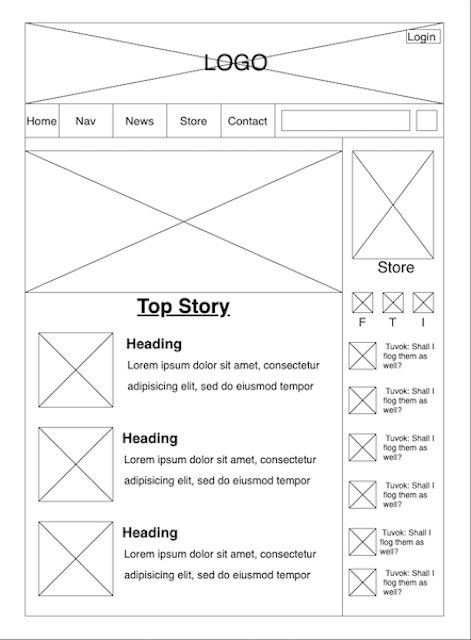 Login
LOGO
Home
Nav
News
Store
Contact
Top Story
Heading
Lorem ipsum dolor sit amet, consectetur
adipisicing elit, sed do eiusmod tempor
Heading
Lorem ipsum dolor sit amet, consectetur
adipisicing elit, sed do eiusmod tempor
Heading
Lorem ipsum dolor sit amet, consectetur
adipisicing elit, sed do eiusmod tempor
Store
F
T
I
Tuvok: Shall I
flog them as
well?
Tuvok: Shall I
flog them as
well?
Tuvok: Shall I
flog them as
well?
Tuvok: Shall I
flog them as
well?
Tuvok: Shall I
flog them as
well?
Tuvok: Shall I
flog them as
well?